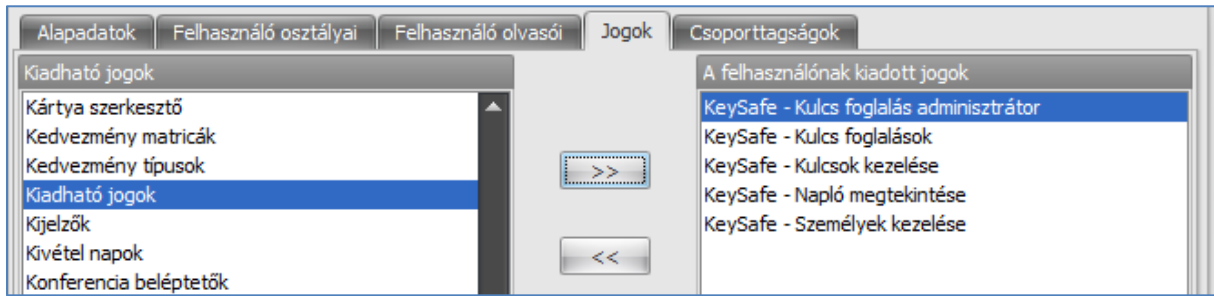 Alapadatok
Felhasználó osztályai
Felhasználó olvasói
Jogok
Csoporttagságok
Kiadható jogok
Kártya szerkesztő
Kedvezmény matricák
Kedvezmény típusok
Kiadható jogok
Kijelzők
Kivétel napok
Konferencia beléptetők
>>
<<
A felhasználónak kiadott jogok
KeySafe - Kulcs foglalás adminisztrátor
KeySafe - Kulcs foglalások
KeySafe - Kulcsok kezelése
KeySafe - Napló megtekintése
KeySafe - Személyek kezelése